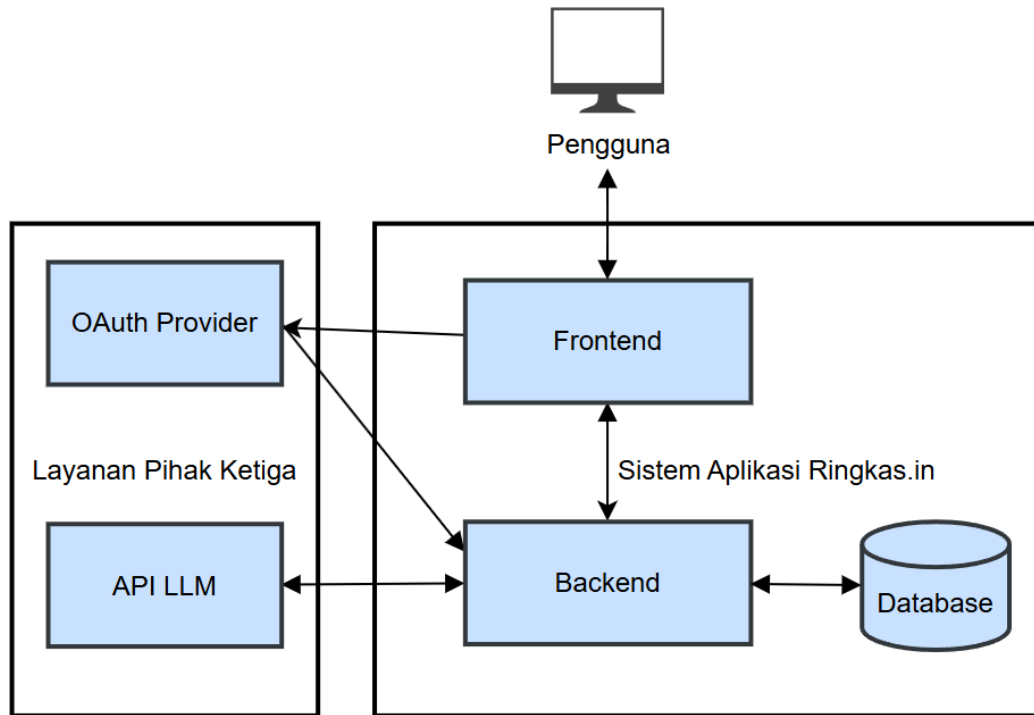 Pengguna
OAuth Provider
Frontend
Layanan Pihak Ketiga
Sistem Aplikasi Ringkas.in
API LLM
Backend
Database